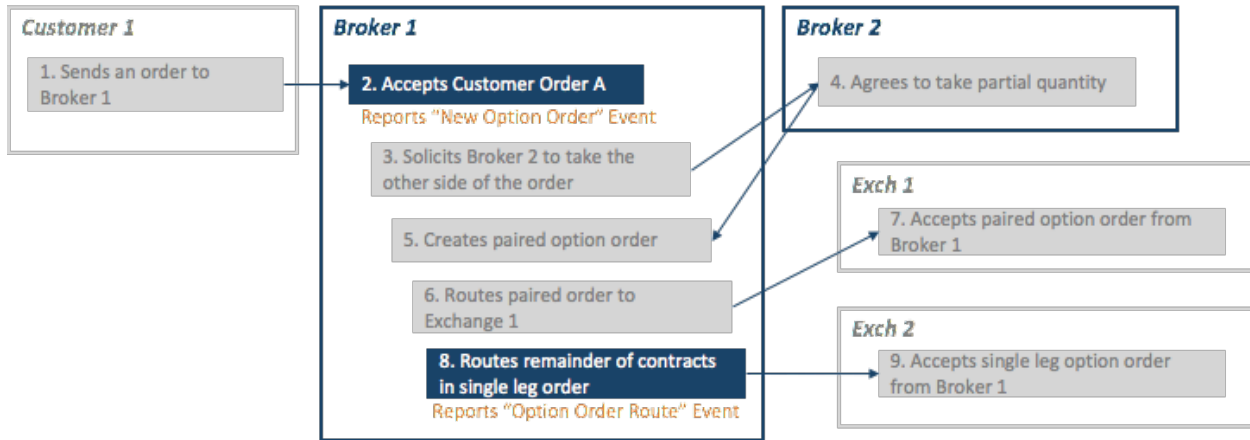 Customer 1
1. Sends an order to
Broker 1
Broker 1
2. Accepts Customer Order A
Reports “New Option Order” Event
3. Solicits Broker 2 to take the
other side of the order
5. Creates paired option order
6. Routes paired order to
Exchange 1
8. Routes remainder of contracts
in single leg order
Reports “Option Order Route” Event
Broker 2
4. Agrees to take partial quantity
Exch 1
7. Accepts paired option order from
Broker 1
Exch 2
9. Accepts single leg option order
from Broker 1